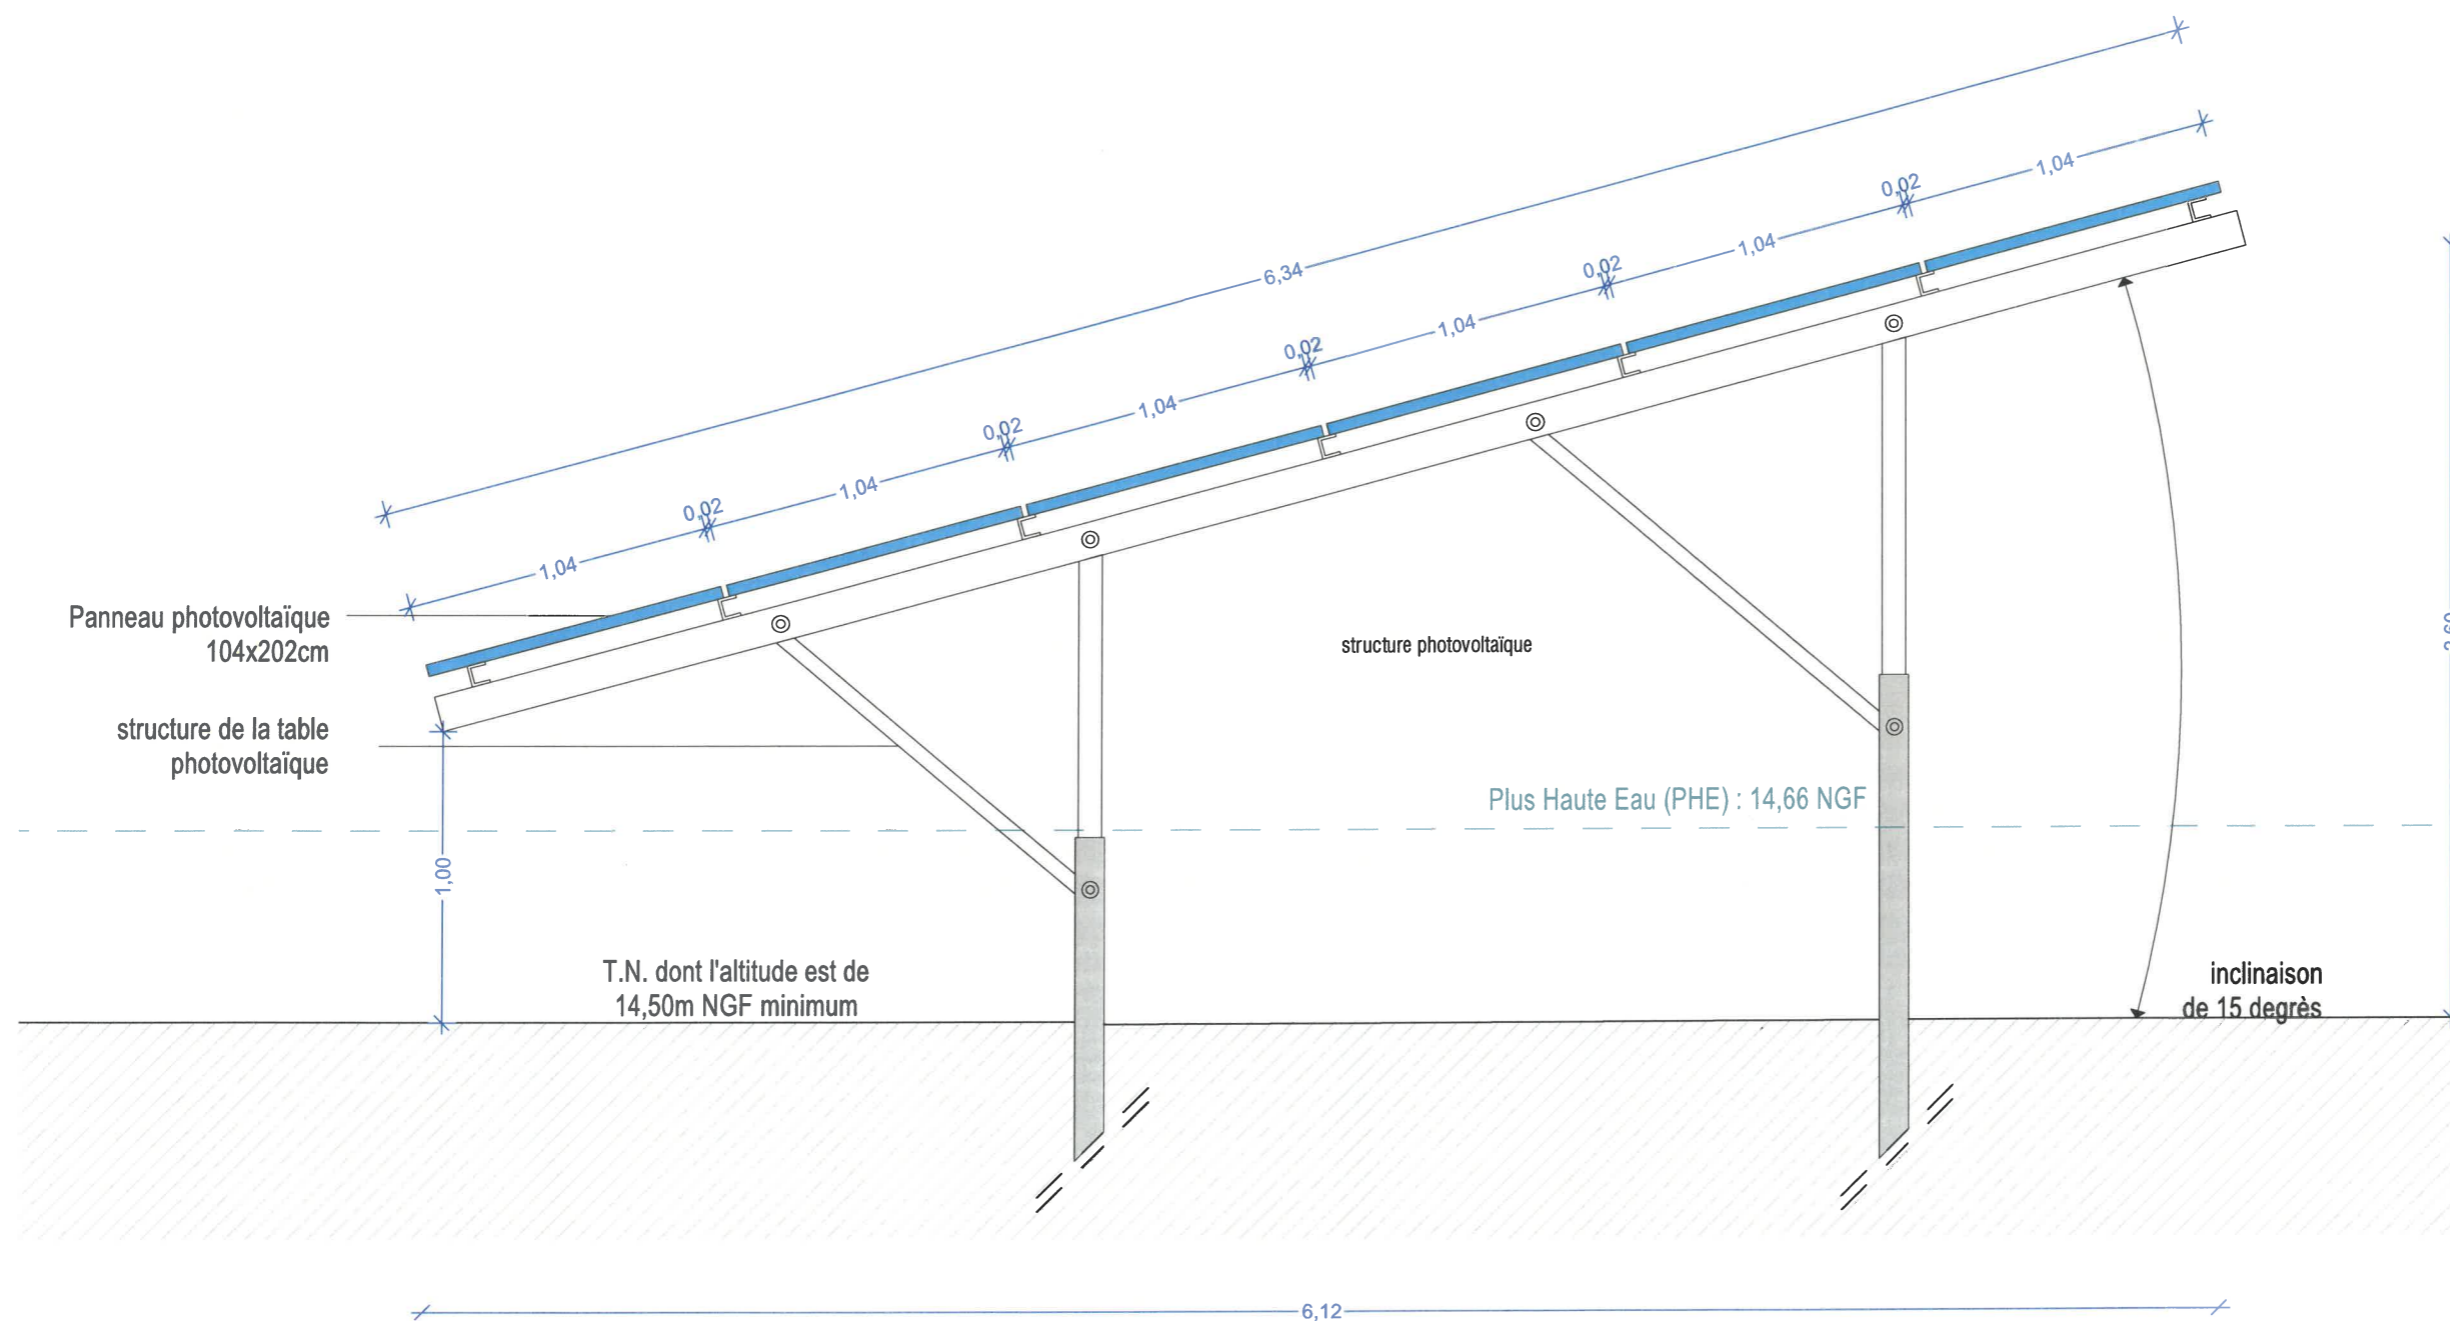 6,34
1,04
0,02
1,04
0,02
1,04
0,02
1,04
0,02
1,04
0,02
1,04
Panneau photovoltaïque
104x202cm
structure photovoltaïque
structure de la table
photovoltaïque
Plus Haute Eau (PHE) : 14,66 NGF
1,00
T.N. dont l'altitude est de
14,50m NGF minimum
inclinaison
de 15 degrès
6,12